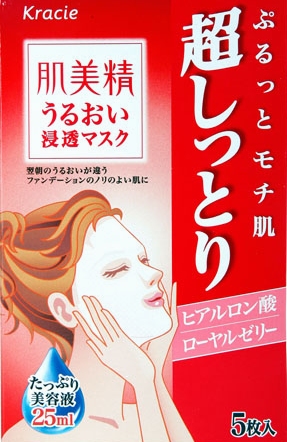 Kracie
肌美精
うるおい
浸透マスク
翌朝のうるおいが違う
ファンデーションのノリのよい肌に
ぷるっと モチ肌
超しっとり
ヒアルロン酸
ローヤルゼリー
たっぷり
美容液
25ml
5枚入